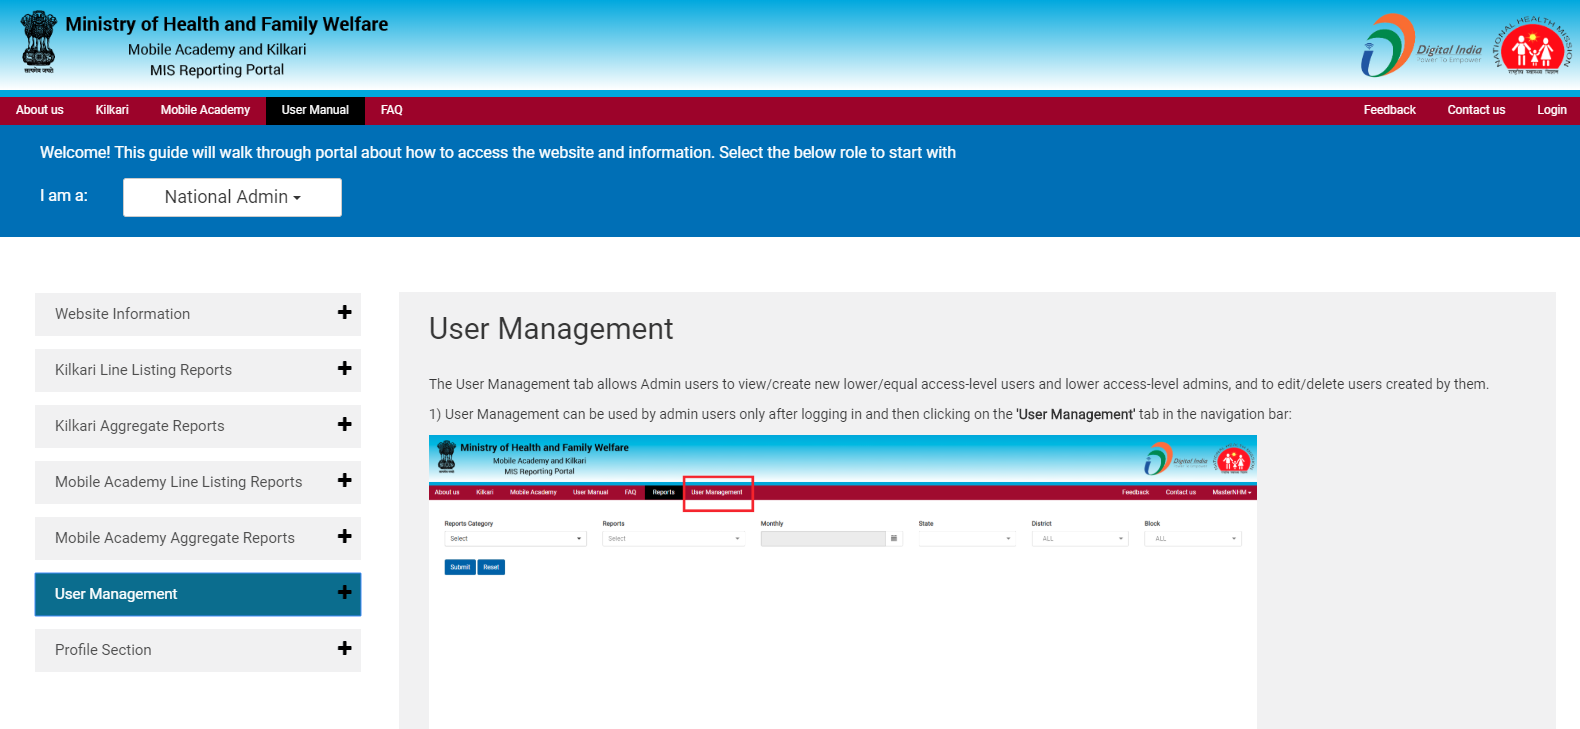 Ministry of Health and Family Welfare
Mobile Academy and Kilkari
MIS Reporting Portal
सत्यमेव जयते
Digital India
Power To Empower
NATIONAL HEALTH MISSION
राष्ट्रीय स्वास्थ्य मिशन
About us Kilkari Mobile Academy User Manual FAQ Feedback Contact us Login
Welcome! This guide will walk through portal about how to access the website and information. Select the below role to start with
I am a: National Admin
Website Information
Kilkari Line Listing Reports
Kilkari Aggregate Reports
Mobile Academy Line Listing Reports
Mobile Academy Aggregate Reports
User Management
Profile Section
User Management
The User Management tab allows Admin users to view/create new lower/equal access-level users and lower access-level admins, and to edit/delete users created by them.
1) User Management can be used by admin users only after logging in and then clicking on the 'User Management' tab in the navigation bar:
Ministry of Health and Family Welfare
Mobile Academy and Kilkari
MIS Reporting Portal
Digital India
About us Kilkari Mobile Academy User Manual FAQ Reports User Management Feedback Contact us MasterNHM
Reports Category Reports Monthly State District Block
Select Select ALL ALL
Submit Reset